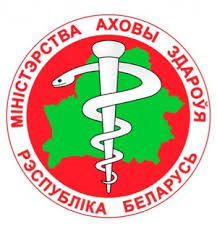 МІНІСТЭРСТВА АХОВЫ ЗДАРОЎЯ
РЭСПУБЛІКА БЕЛАРУСЬ